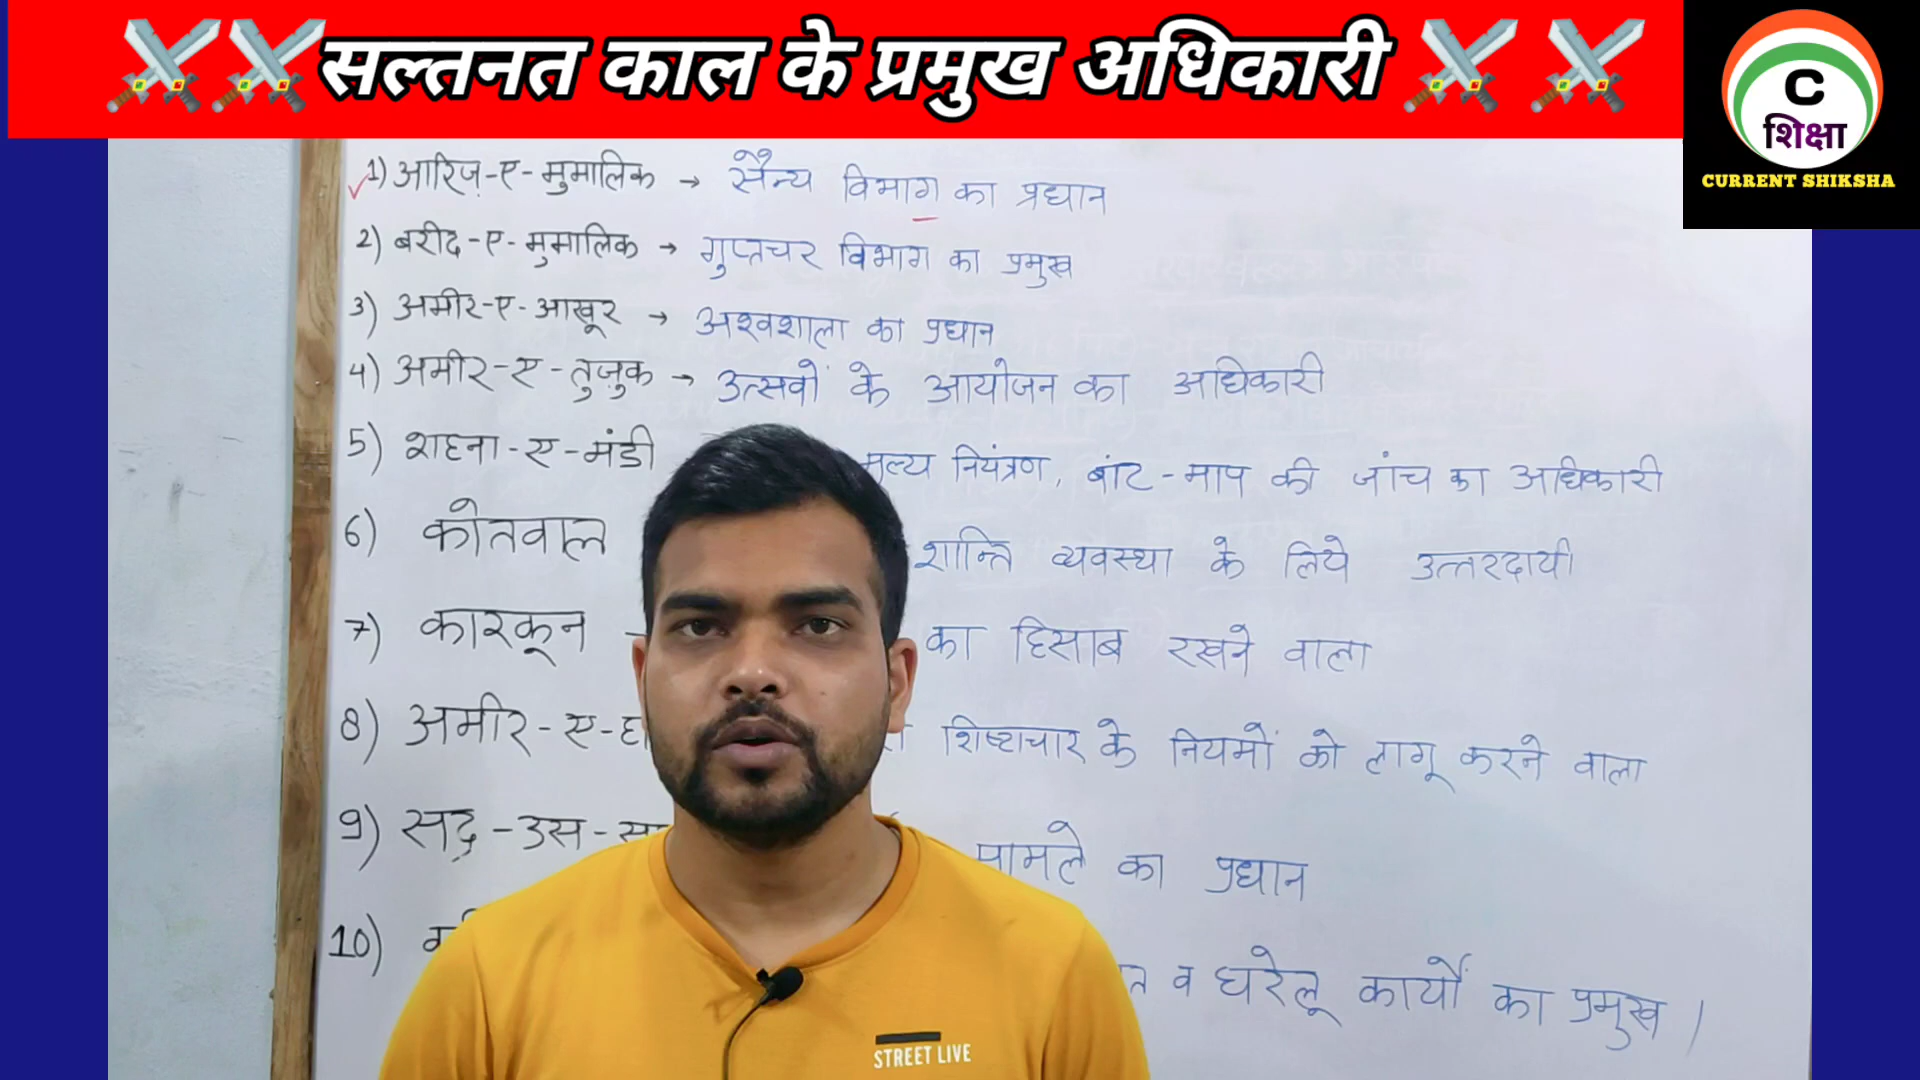 सल्तनत काल के प्रमुख अधिकारी
C
शिक्षा
CURRENT SHIKSHA
1) आरिज़-ए-मुमालिक → सैन्य विभाग का प्रधान
2) बरीद-ए-मुमालिक → गुप्तचर विभाग का प्रमुख
3) अमीर-ए-आखूर → अश्वशाला का प्रधान
4) अमीर-ए-तुज़ुक → उत्सवों के आयोजन का अधिकारी
5) शहना-ए-मंडी मूल्य नियंत्रण, बांट-माप की जांच का अधिकारी
6) कोतवाल शान्ति व्यवस्था के लिये उत्तरदायी
7) कारकून - का हिसाब रखने वाला
8) अमीर-ए- शिष्टाचार के नियमों को लागू करने वाला
9) सद्र-उस- मामले का प्रधान
10) व घरेलू कार्यों का प्रमुख।
STREET LIVE